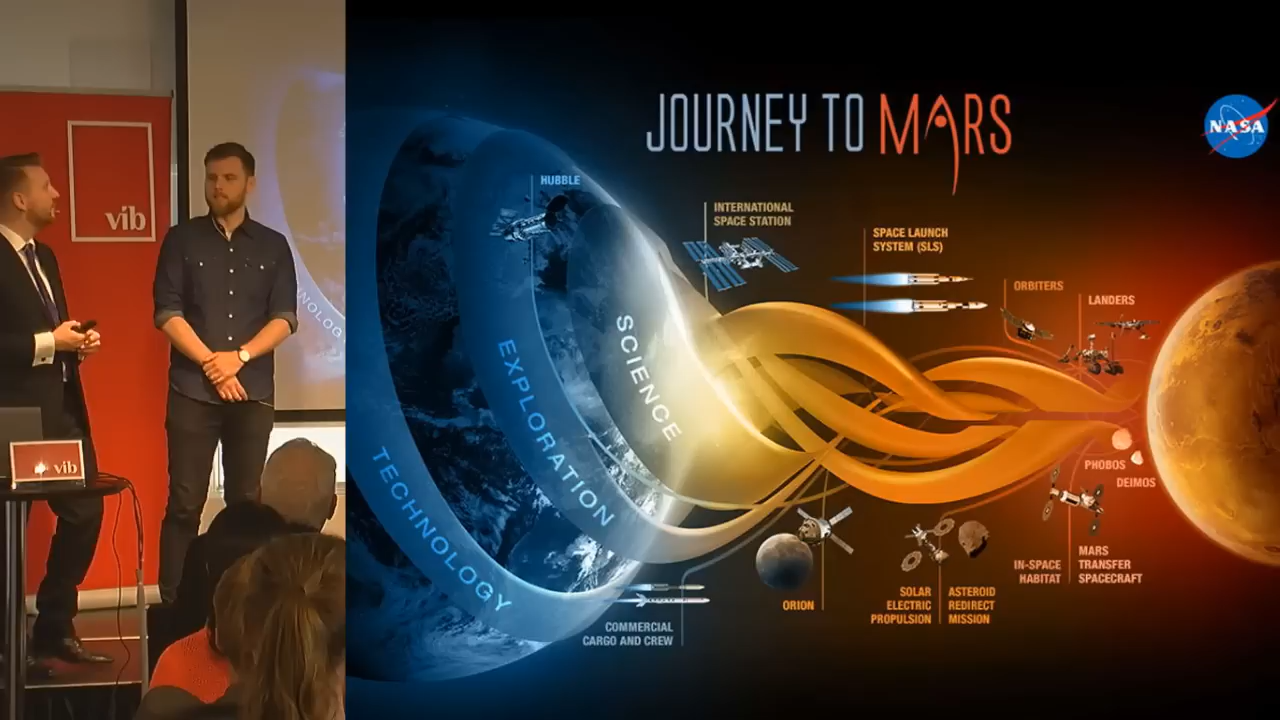 JOURNEY TO MARS
NASA
HUBBLE
INTERNATIONAL
SPACE STATION
SPACE LAUNCH
SYSTEM (SLS)
ORBITERS
LANDERS
SCIENCE
EXPLORATION
TECHNOLOGY
PHOBOS
DEIMOS
MARS
TRANSFER
SPACECRAFT
IN-SPACE
HABITAT
ASTEROID
REDIRECT
MISSION
SOLAR
ELECTRIC
PROPULSION
ORION
COMMERCIAL
CARGO AND CREW
vib
NOLOG
vib